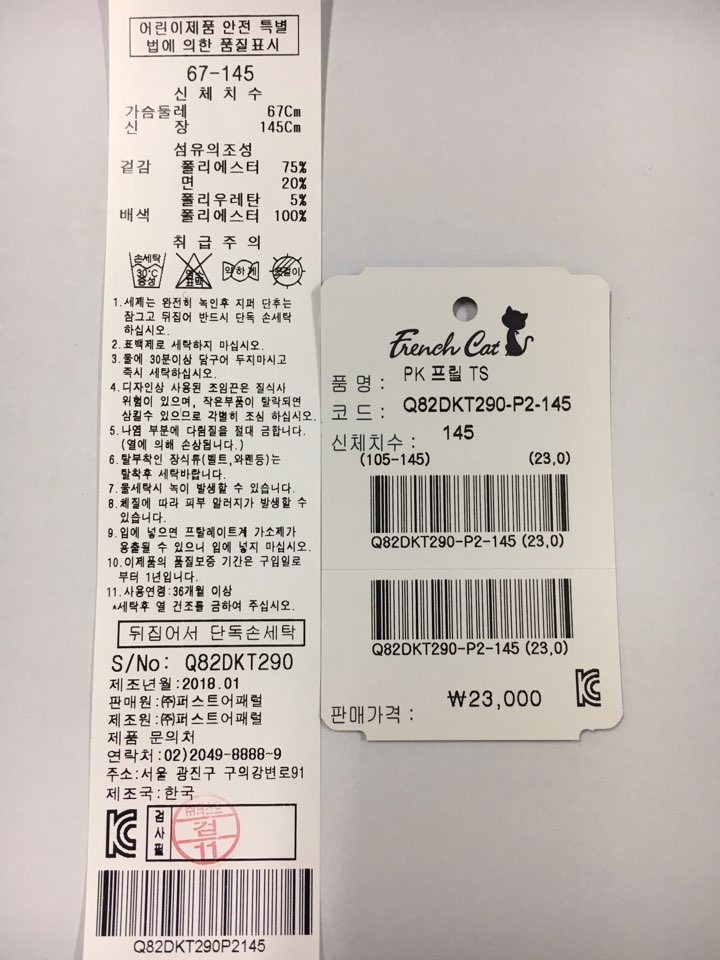 어린이제품 안전 특별
법에 의한 품질표시
67-145
신 체 치 수
가슴둘레 67Cm
신 장 145Cm
섬유의조성
겉감 폴리에스터 75%
면 20%
폴리우레탄 5%
배색 폴리에스터 100%
취 급 주 의
손세탁
30℃
중성
염소
표백
약하게
옷걸이
1.세제는 완전히 녹인후 지퍼 단추는
잠그고 뒤집어 반드시 단독 손세탁
하십시오.
2.표백제로 세탁하지 마십시오.
3.물에 30분이상 담구어 두지마시고
즉시 세탁하십시오.
4.디자인상 사용된 조임끈은 질식사
위험이 있으며, 작은부품이 탈락되면
삼킬수 있으므로 각별히 조심 하십시오.
5.나염 부분에 다림질을 절대 금합니다.
(열에 의해 손상됩니다.)
6.탈부착인 장식류(벨트,와펜등)는
탈착후 세탁바랍니다.
7.물세탁시 녹이 발생할 수 있습니다.
8.체질에 따라 피부 알러지가 발생할 수
있습니다.
9.입에 넣으면 프탈레이트계 가소제가
용출될 수 있으니 입에 넣지 마십시오.
10.이제품의 품질보증 기간은 구입일로
부터 1년입니다.
11.사용연령:36개월 이상
*세탁후 열 건조를 금하여 주십시오.
뒤집어서 단독손세탁
S/No: Q82DKT290
제조년월:2018.01
판매원:㈜퍼스트어패럴
제조원:㈜퍼스트어패럴
제품 문의처
연락처:02)2049-8888~9
주소:서울 광진구 구의강변로91
제조국:한국
검
사
필
검
11
Q82DKT290P2145
French Cat
품 명 : PK 프릴 TS
코 드 : Q82DKT290-P2-145
신체치수 : 145
(105-145) (23,0)
Q82DKT290-P2-145 (23,0)
Q82DKT290-P2-145 (23,0)
판매가격 : ₩23,000